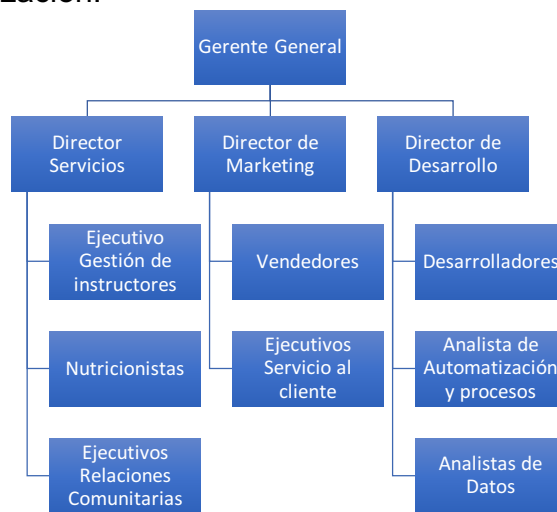 Gerente General
Director
Servicios
Director de
Marketing
Director de
Desarrollo
Ejecutivo
Gestión de
instructores
Vendedores
Desarrolladores
Nutricionistas
Ejecutivos
Servicio al
cliente
Analista de
Automatización
y procesos
Ejecutivos
Relaciones
Comunitarias
Analistas de
Datos